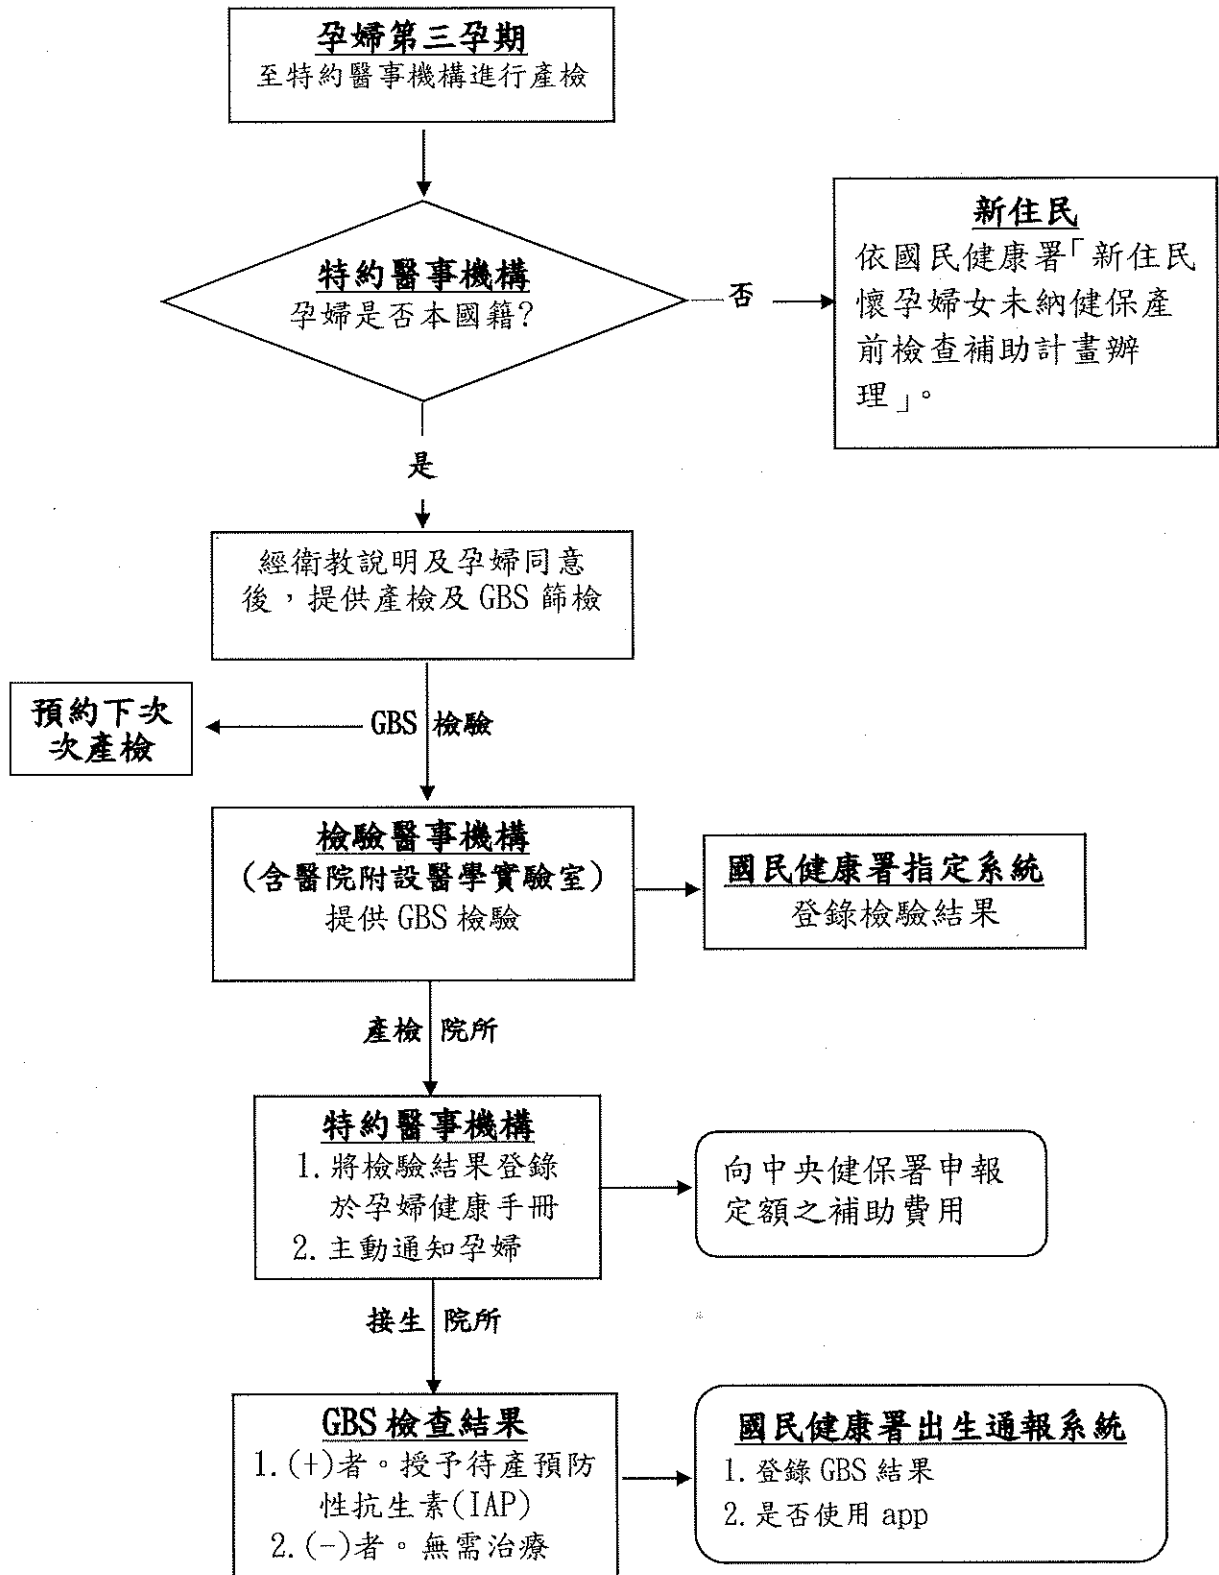 孕婦第三孕期
至特約醫事機構進行產檢
特約醫事機構
孕婦是否本國籍?
否
新住民
依國民健康署「新住民
懷孕婦女未納健保產
前檢查補助計畫辦
理」。
是
經衛教說明及孕婦同意
後，提供產檢及 GBS 篩檢
預約下次
次產檢
GBS 檢驗
檢驗醫事機構
(含醫院附設醫學實驗室)
提供 GBS 檢驗
國民健康署指定系統
登錄檢驗結果
產檢 院所
特約醫事機構
1. 將檢驗結果登錄
於孕婦健康手冊
2. 主動通知孕婦
向中央健保署申報
定額之補助費用
接生 院所
GBS 檢查結果
1. (+)者。授予待產預防
性抗生素(IAP)
2. (-)者。無需治療
國民健康署出生通報系統
1. 登錄 GBS 結果
2. 是否使用 app